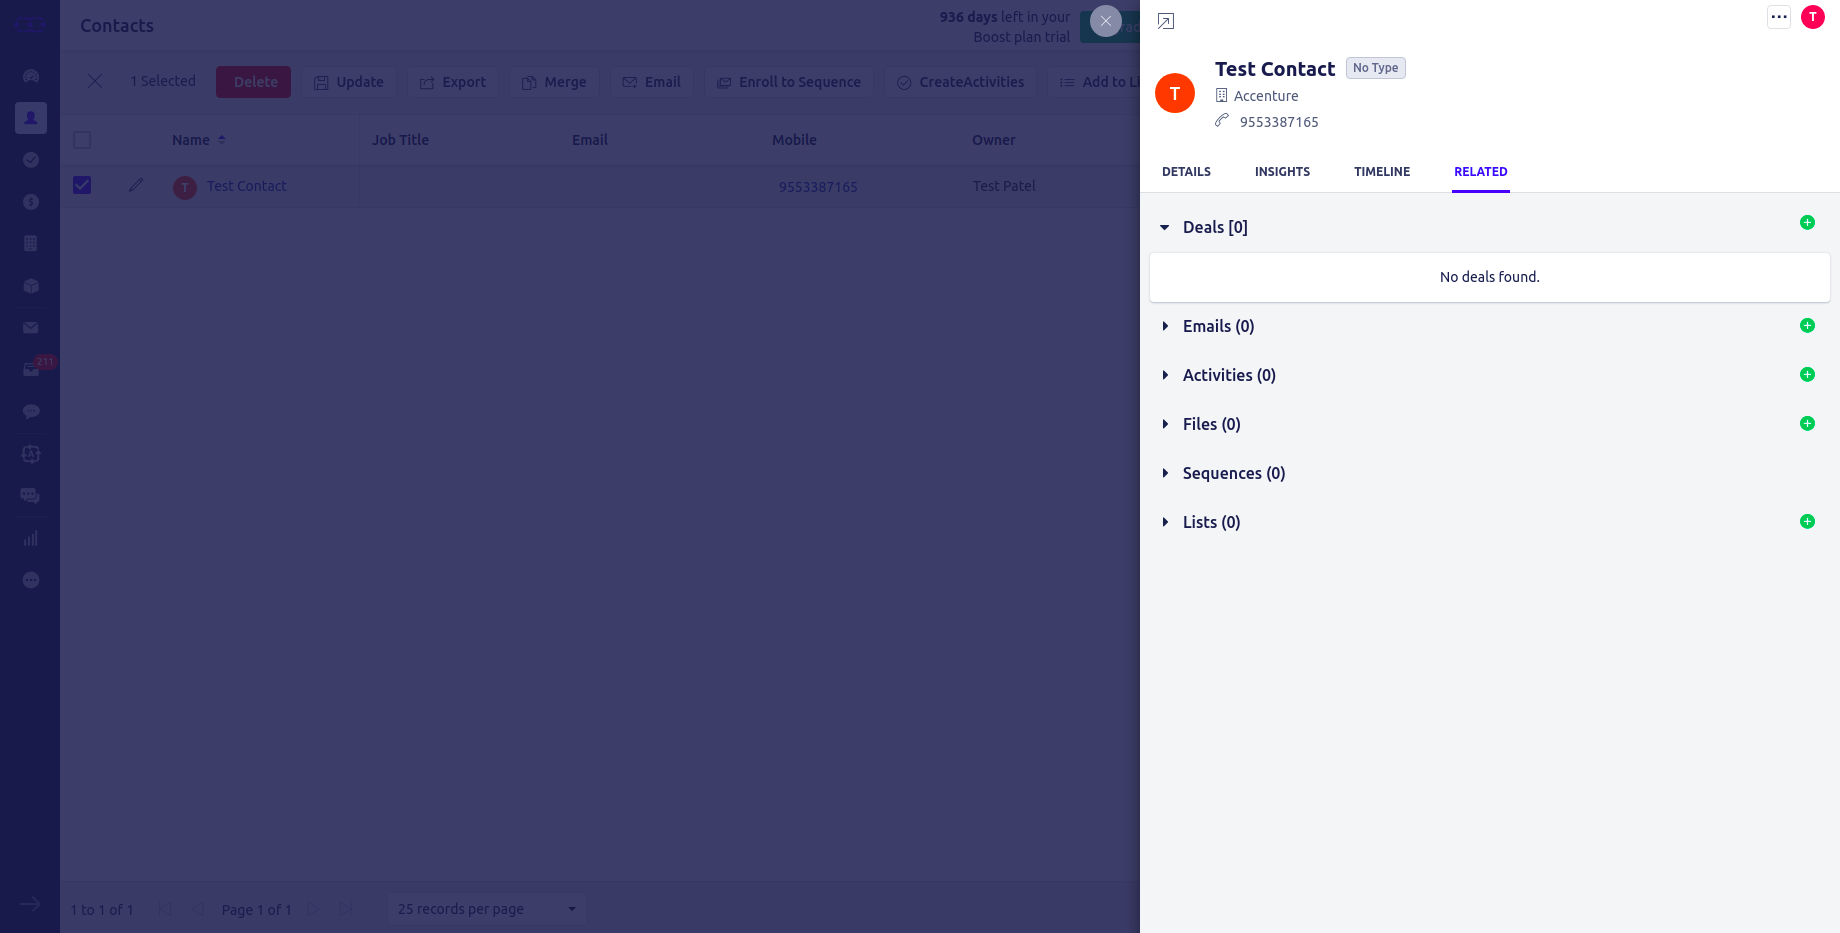 Contacts
936 days left in your
Boost plan trial
1 Selected
Delete
Update
Export
Merge
Email
Enroll to Sequence
CreateActivities
Add to Li
Name
Job Title
Email
Mobile
Owner
T
Test Contact
9553387165
Test Patel
211
1 to 1 of 1
Page 1 of 1
25 records per page
T
T
Test Contact
No Type
Accenture
9553387165
DETAILS
INSIGHTS
TIMELINE
RELATED
Deals [0]
No deals found.
Emails (0)
Activities (0)
Files (0)
Sequences (0)
Lists (0)